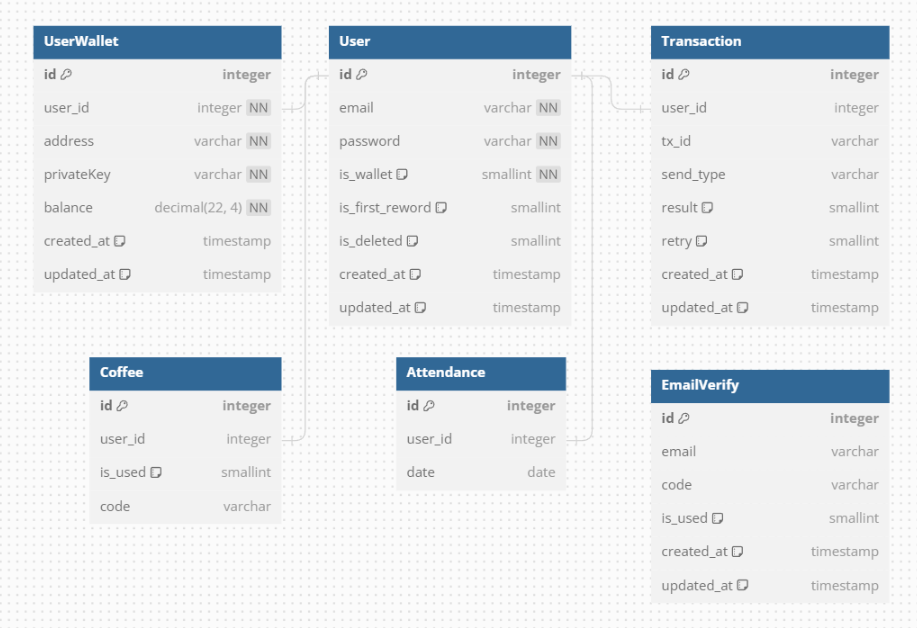 UserWallet
id integer
user_id integer NN
address varchar NN
privateKey varchar NN
balance decimal(22, 4) NN
created_at timestamp
updated_at timestamp
User
id integer
email varchar NN
password varchar NN
is_wallet smallint NN
is_first_reword smallint
is_deleted smallint
created_at timestamp
updated_at timestamp
Transaction
id integer
user_id integer
tx_id varchar
send_type varchar
result smallint
retry smallint
created_at timestamp
updated_at timestamp
Coffee
id integer
user_id integer
is_used smallint
code varchar
Attendance
id integer
user_id integer
date date
EmailVerify
id integer
email varchar
code varchar
is_used smallint
created_at timestamp
updated_at timestamp